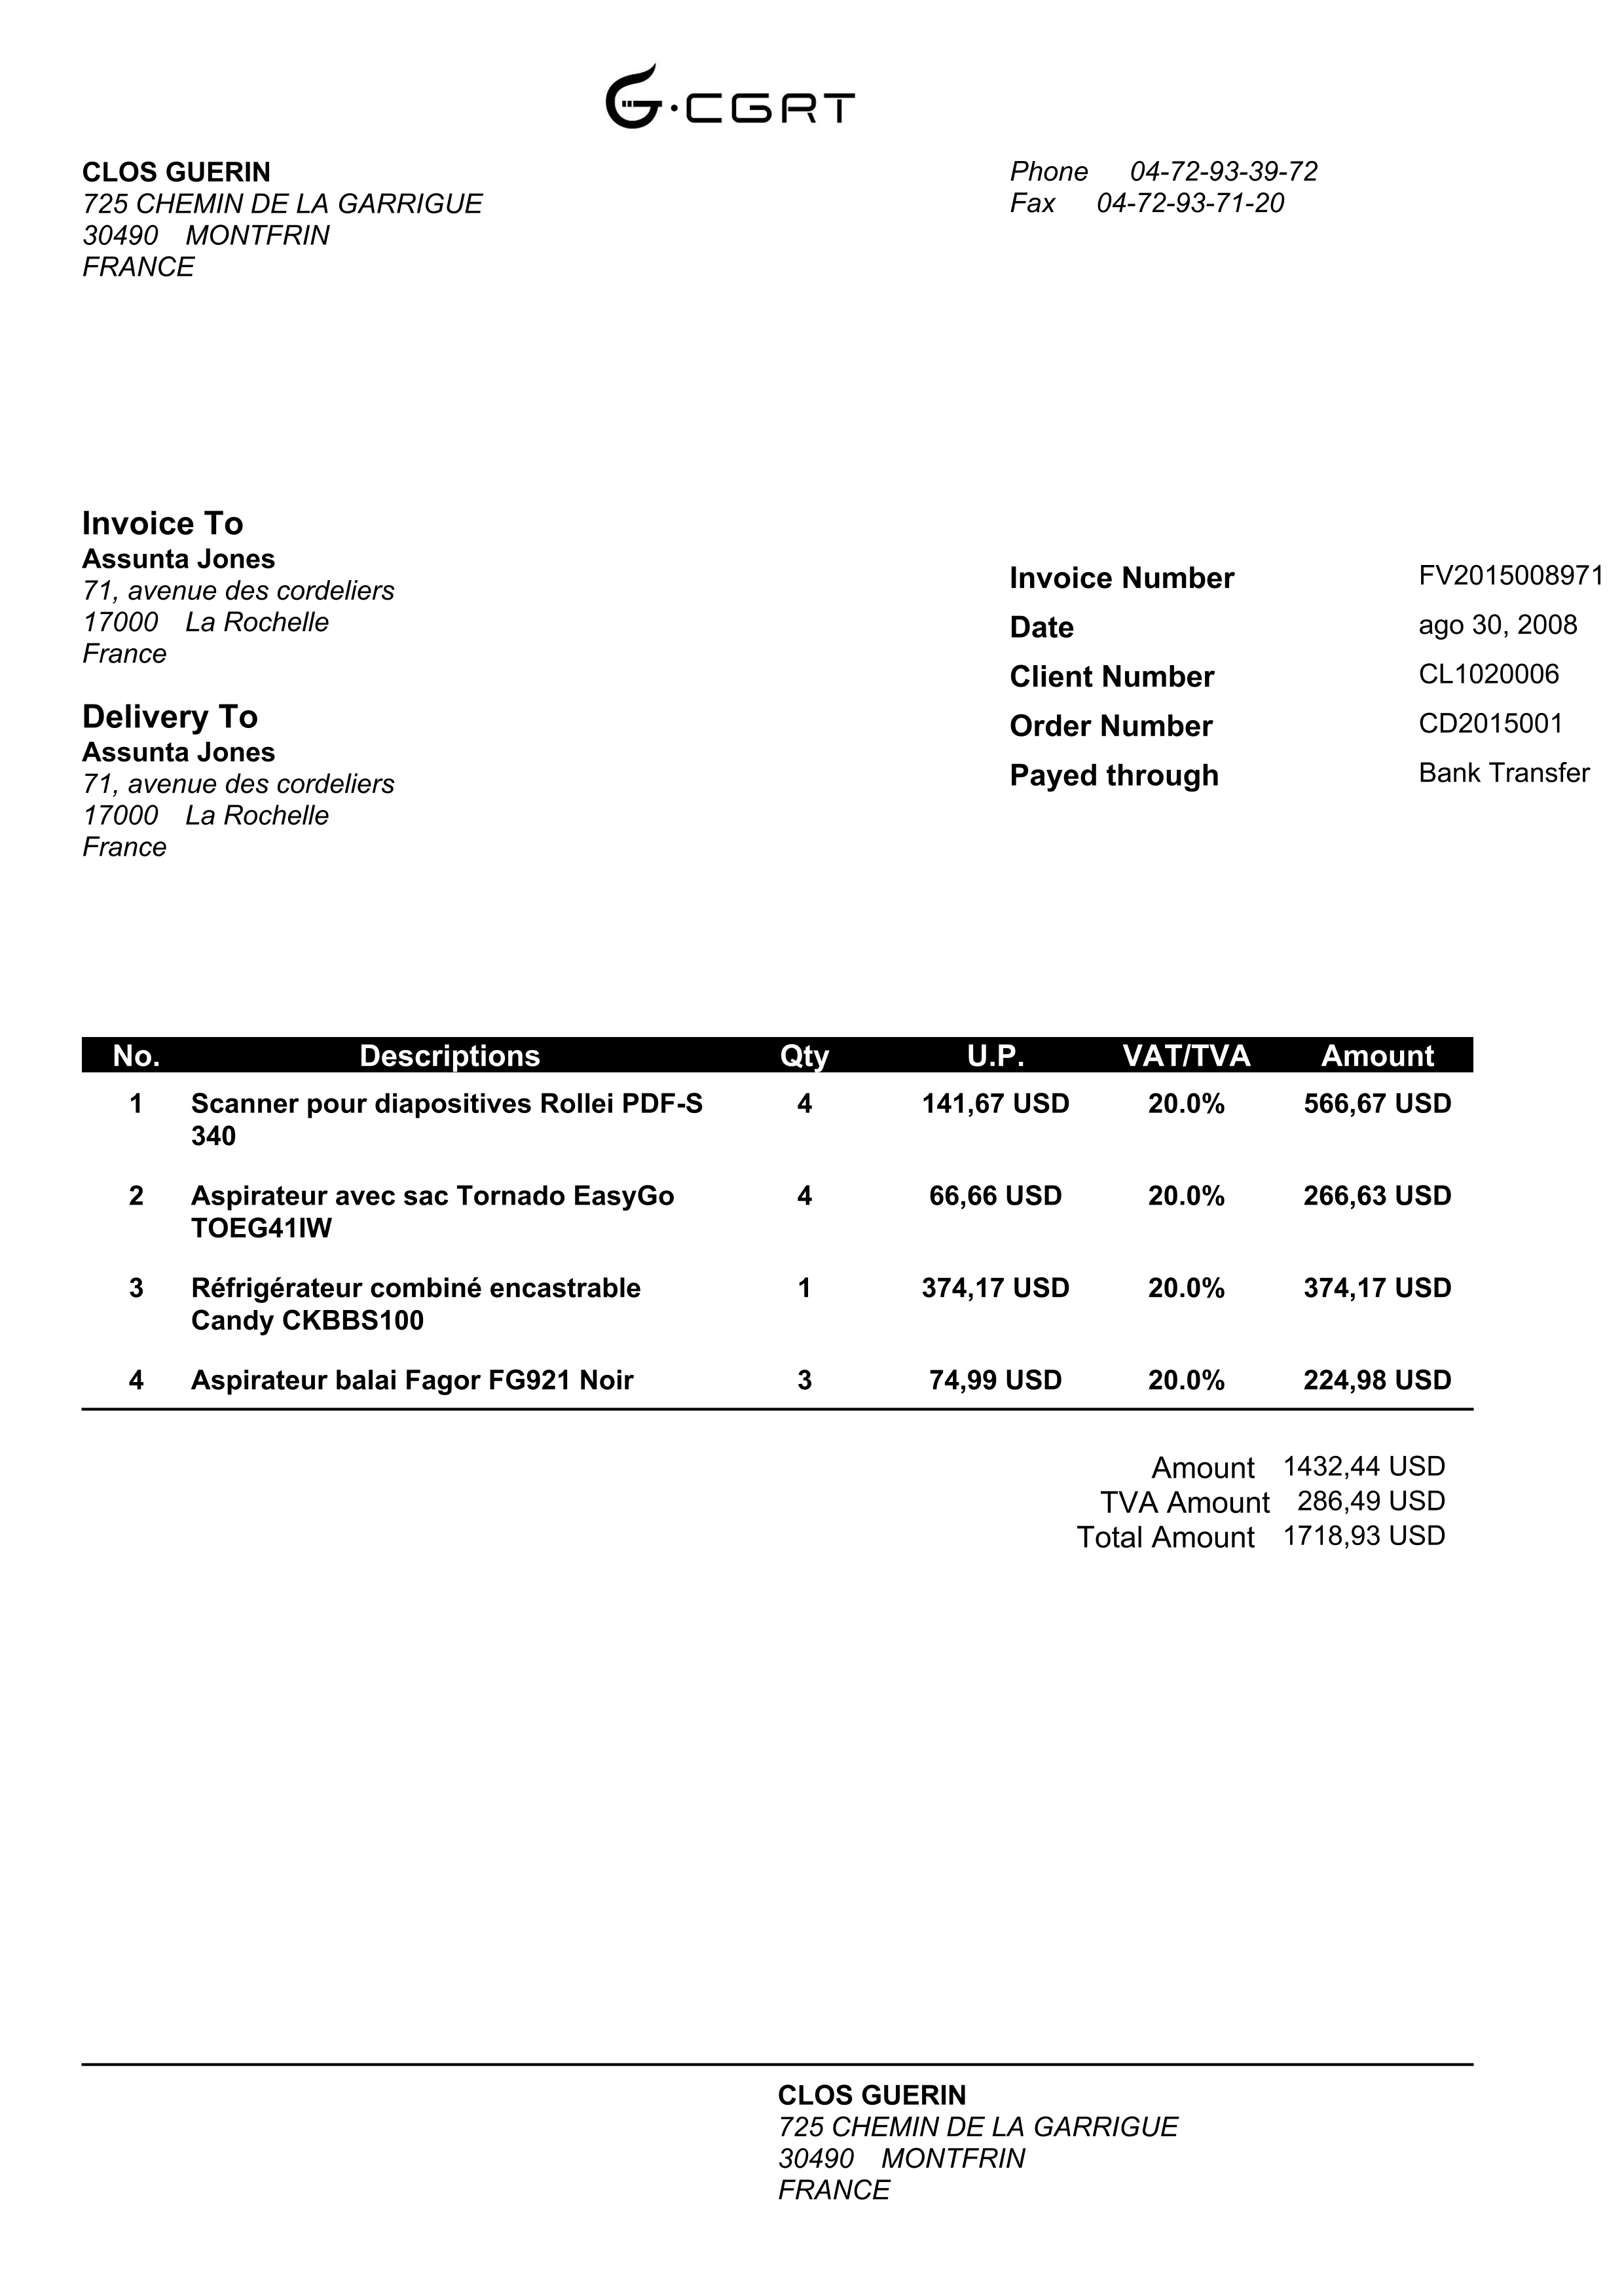 G·CGRT
CLOS GUERIN
725 CHEMIN DE LA GARRIGUE
30490 MONTFRIN
FRANCE
Phone 04-72-93-39-72
Fax 04-72-93-71-20
Invoice To
Assunta Jones
71, avenue des cordeliers
17000 La Rochelle
France
Delivery To
Assunta Jones
71, avenue des cordeliers
17000 La Rochelle
France
Invoice Number FV2015008971
Date ago 30, 2008
Client Number CL1020006
Order Number CD2015001
Payed through Bank Transfer
No. Descriptions Qty U.P. VAT/TVA Amount
1 Scanner pour diapositives Rollei PDF-S 4 141,67 USD 20.0% 566,67 USD
340
2 Aspirateur avec sac Tornado EasyGo 4 66,66 USD 20.0% 266,63 USD
TOEG41IW
3 Réfrigérateur combiné encastrable 1 374,17 USD 20.0% 374,17 USD
Candy CKBBS100
4 Aspirateur balai Fagor FG921 Noir 3 74,99 USD 20.0% 224,98 USD
Amount 1432,44 USD
TVA Amount 286,49 USD
Total Amount 1718,93 USD
CLOS GUERIN
725 CHEMIN DE LA GARRIGUE
30490 MONTFRIN
FRANCE